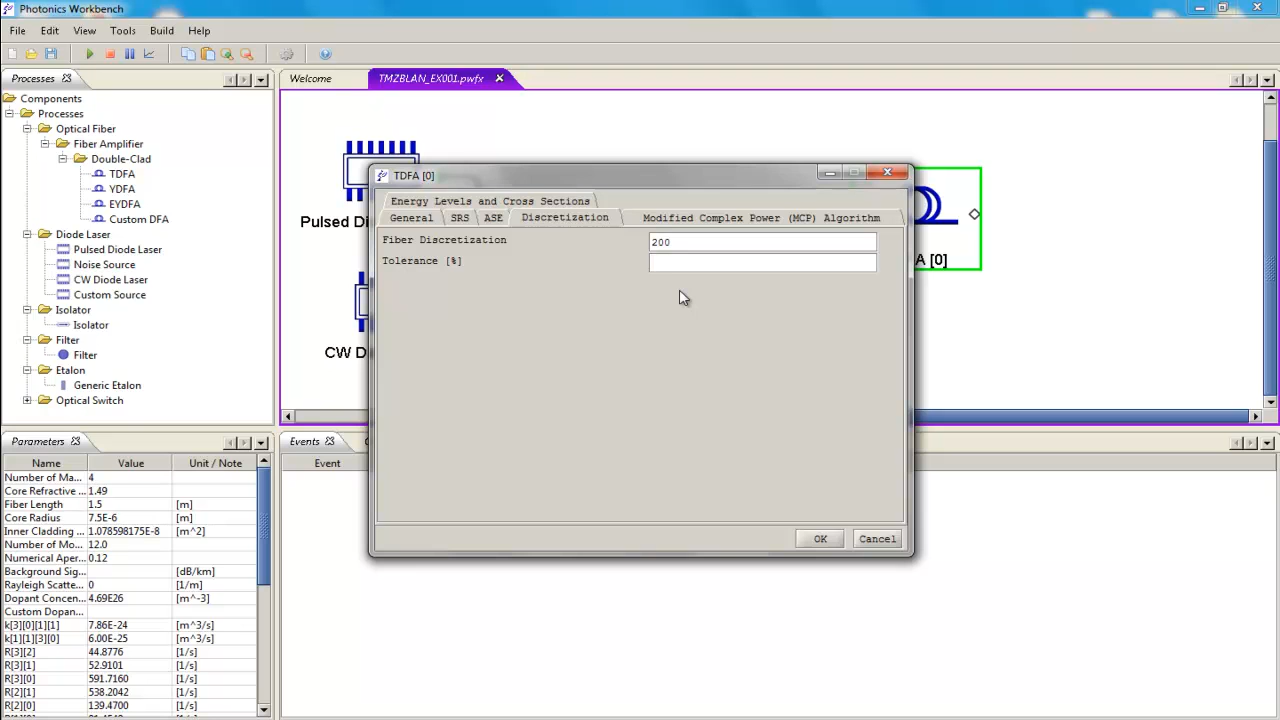 Photonics Workbench
File Edit View Tools Build Help
Processes
Welcome
TMZBLAN_EX001.pwfx
Components
Processes
Optical Fiber
Fiber Amplifier
Double-Clad
TDFA
YDFA
EYDFA
Custom DFA
Diode Laser
Pulsed Diode Laser
Noise Source
CW Diode Laser
Custom Source
Isolator
Isolator
Filter
Filter
Etalon
Generic Etalon
Optical Switch
Pulsed Di
CW D
A [0]
TDFA [0]
Energy Levels and Cross Sections
General SRS ASE Discretization Modified Complex Power (MCP) Algorithm
Fiber Discretization 200
Tolerance [%]
OK Cancel
Parameters
Name Value Unit / Note
Number of Ma... 4
Core Refractive ... 1.49
Fiber Length 1.5 [m]
Core Radius 7.5E-6 [m]
Inner Cladding ... 1.078598175E-8 [m^2]
Number of Mo... 12.0
Numerical Aper... 0.12
Background Sig... [dB/km]
Rayleigh Scatte... 0 [1/m]
Dopant Concen... 4.69E26 [m^-3]
Custom Dopan...
k[3][0][1][1] 7.86E-24 [m^3/s]
k[1][1][3][0] 6.00E-25 [m^3/s]
R[3][2] 44.8776 [1/s]
R[3][1] 52.9101 [1/s]
R[3][0] 591.7160 [1/s]
R[2][1] 538.2042 [1/s]
R[2][0] 139.4700 [1/s]
Events
Event